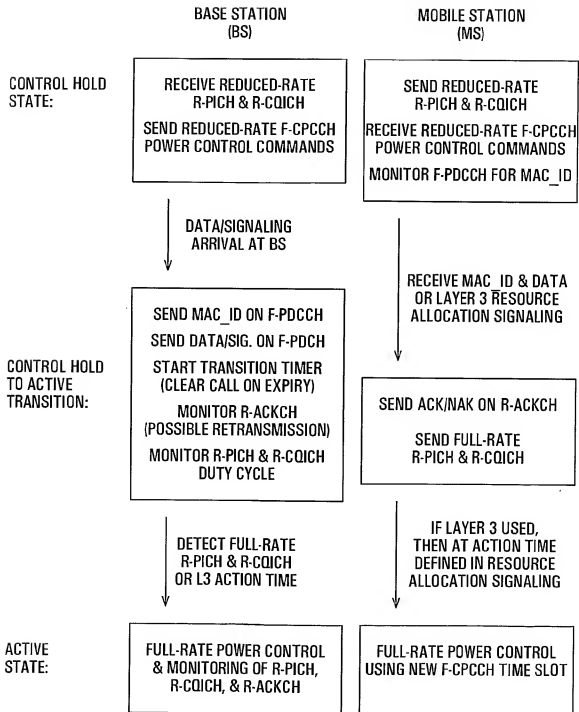 BASE STATION
(BS)
MOBILE STATION
(MS)
CONTROL HOLD
STATE:
RECEIVE REDUCED-RATE
R-PICH & R-CQICH
SEND REDUCED-RATE F-CPCCH
POWER CONTROL COMMANDS
SEND REDUCED-RATE
R-PICH & R-CQICH
RECEIVE REDUCED-RATE F-CPCCH
POWER CONTROL COMMANDS
MONITOR F-PDCCH FOR MAC_ID
DATA/SIGNALING
ARRIVAL AT BS
RECEIVE MAC_ID & DATA
OR LAYER 3 RESOURCE
ALLOCATION SIGNALING
CONTROL HOLD
TO ACTIVE
TRANSITION:
SEND MAC_ID ON F-PDCCH
SEND DATA/SIG. ON F-PDCH
START TRANSITION TIMER
(CLEAR CALL ON EXPIRY)
MONITOR R-ACKCH
(POSSIBLE RETRANSMISSION)
MONITOR R-PICH & R-CQICH
DUTY CYCLE
SEND ACK/NAK ON R-ACKCH
SEND FULL-RATE
R-PICH & R-CQICH
DETECT FULL-RATE
R-PICH & R-CQICH
OR L3 ACTION TIME
IF LAYER 3 USED,
THEN AT ACTION TIME
DEFINED IN RESOURCE
ALLOCATION SIGNALING
ACTIVE
STATE:
FULL-RATE POWER CONTROL
& MONITORING OF R-PICH,
R-CQICH, & R-ACKCH
FULL-RATE POWER CONTROL
USING NEW F-CPCCH TIME SLOT